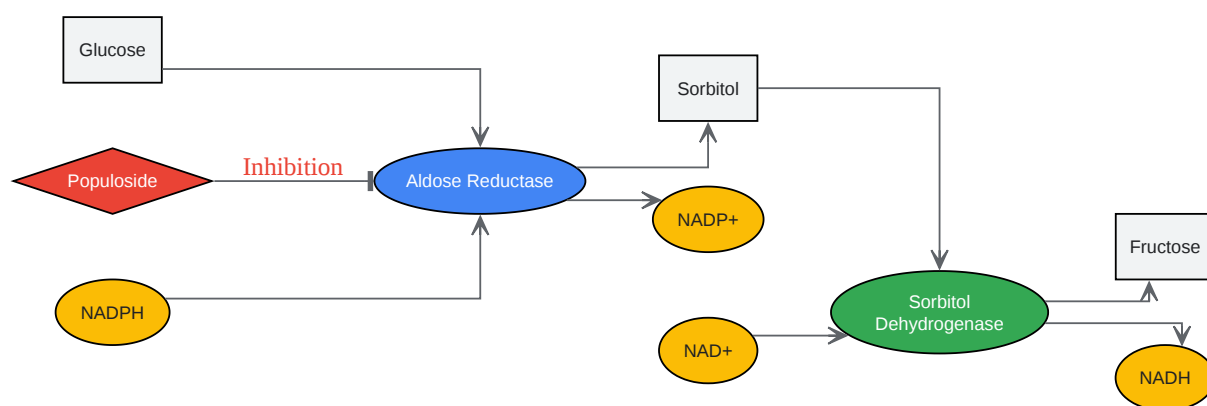 Glucose
Sorbitol
Populoside
Inhibition
Aldose Reductase
NADP+
Fructose
NADPH
Sorbitol
Dehydrogenase
NAD+
NADH